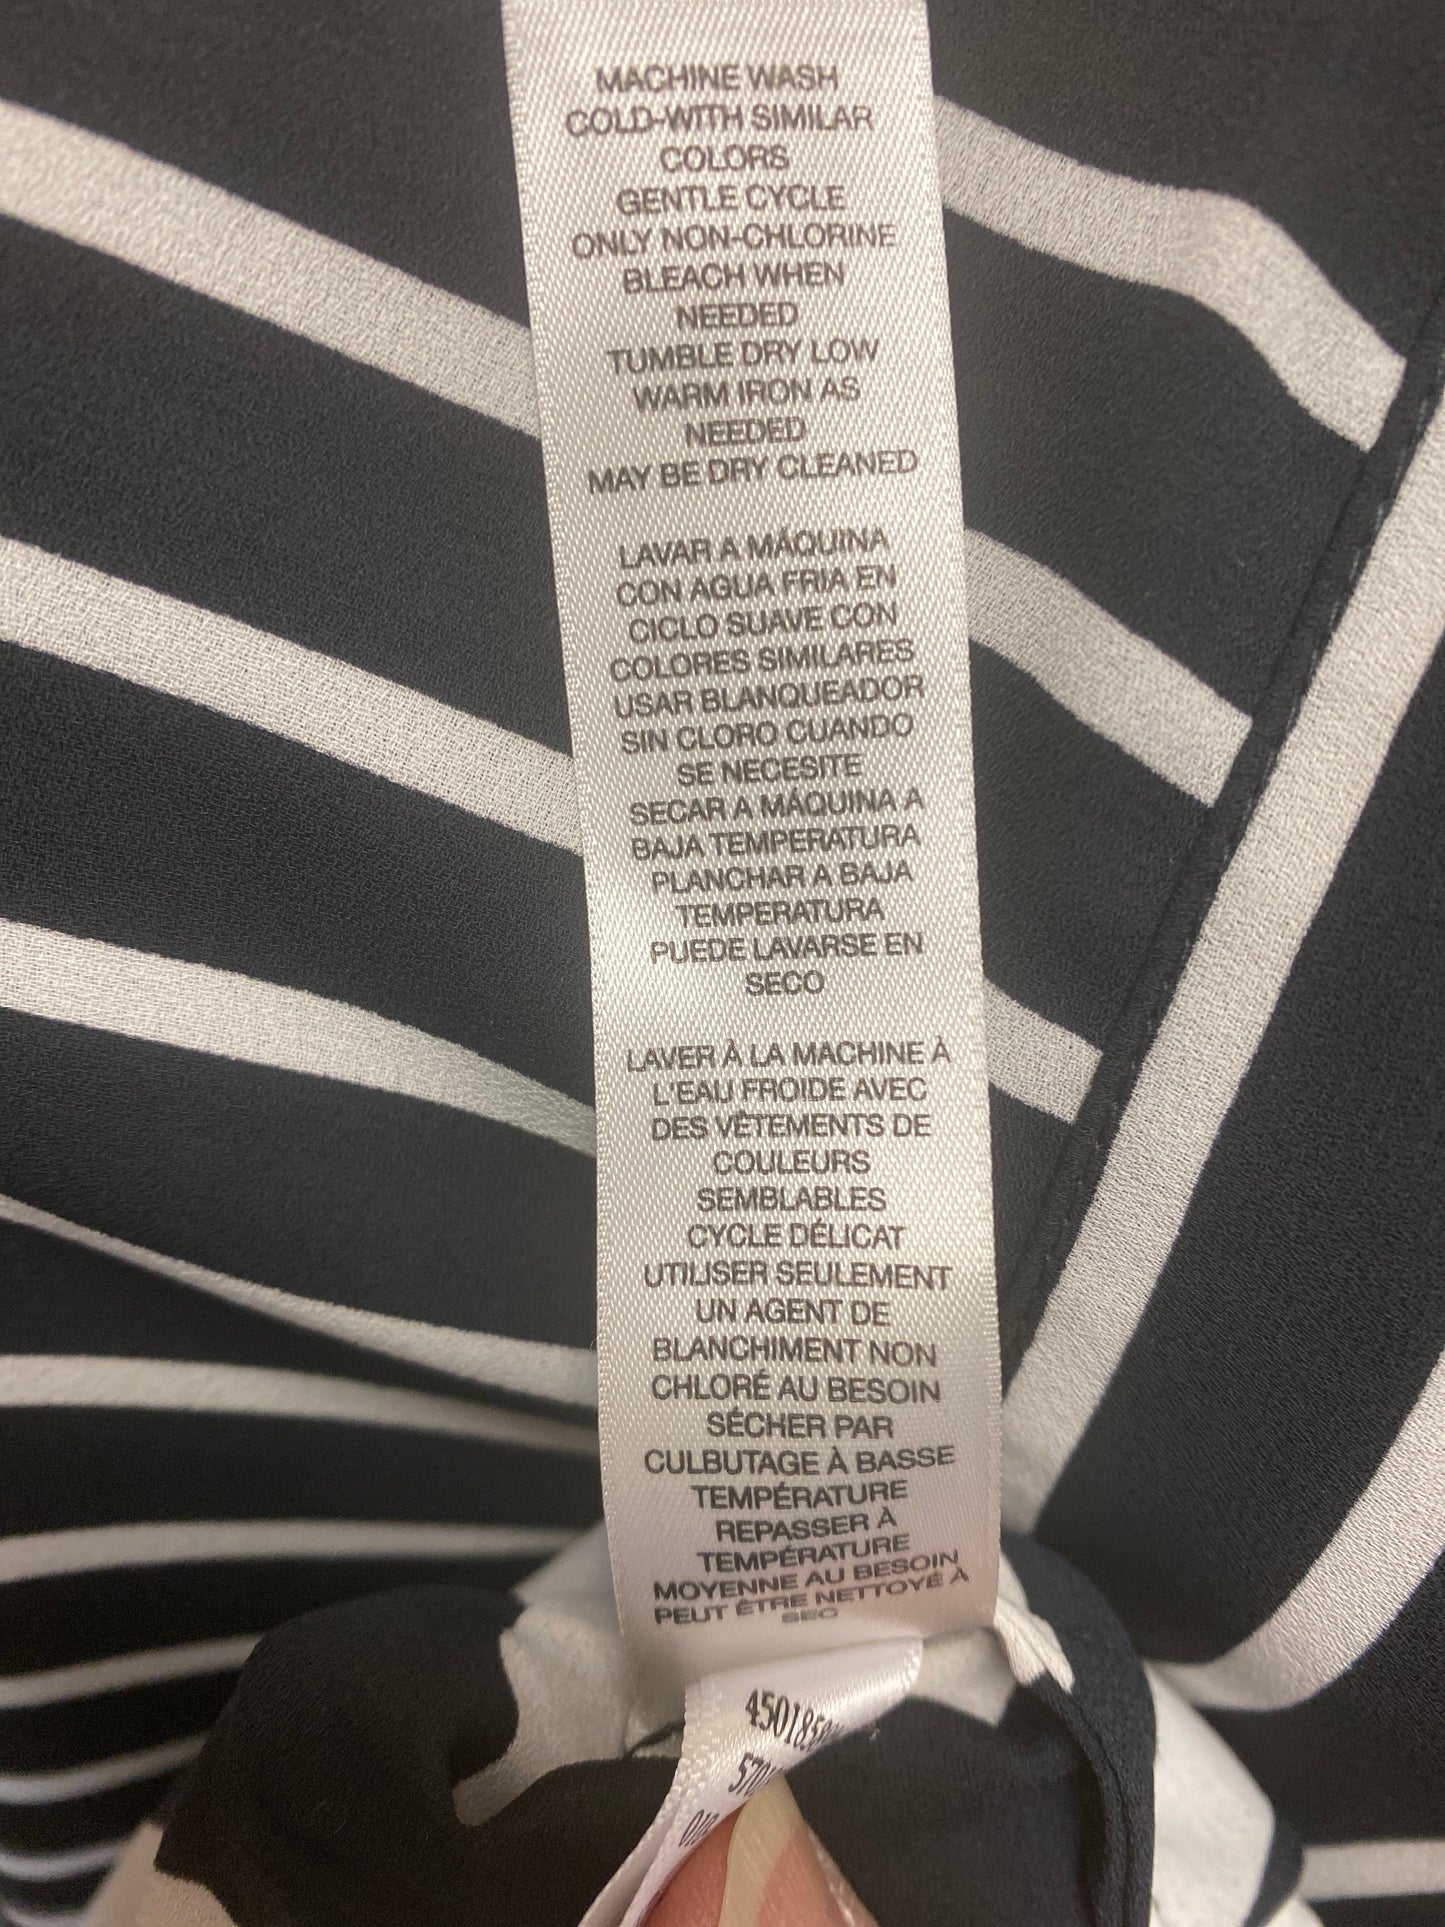 MACHINE WASH
COLD-WITH SIMILAR
COLORS
GENTLE CYCLE
ONLY NON-CHLORINE
BLEACH WHEN
NEEDED
TUMBLE DRY LOW
WARM IRON AS
NEEDED
MAY BE DRY CLEANED
LAVAR A MÁQUINA
CON AGUA FRIA EN
CICLO SUAVE CON
COLORES SIMILARES
USAR BLANQUEADOR
SIN CLORO CUANDO
SE NECESITE
SECAR A MÁQUINA A
BAJA TEMPERATURA
PLANCHAR A BAJA
TEMPERATURA
PUEDE LAVARSE EN
SECO
LAVER À LA MACHINE À
L'EAU FROIDE AVEC
DES VÊTEMENTS DE
COULEURS
SEMBLABLES
CYCLE DÉLICAT
UTILISER SEULEMENT
UN AGENT DE
BLANCHIMENT NON
CHLORÉ AU BESOIN
SÉCHER PAR
CULBUTAGE À BASSE
TEMPÉRATURE
REPASSER À
TEMPÉRATURE
MOYENNE AU BESOIN
PEUT ÊTRE NETTOYÉ À
SEC